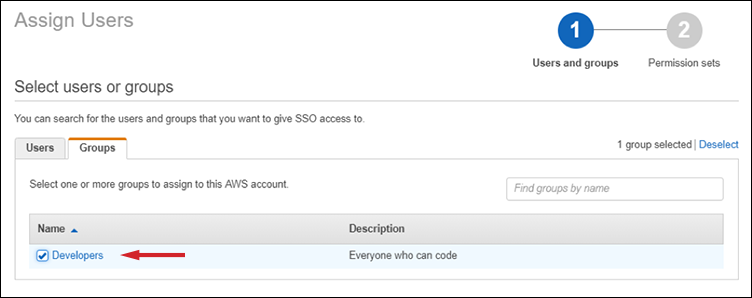 Assign Users
1
2
Users and groups
Permission sets
Select users or groups
You can search for the users and groups that you want to give SSO access to.
Users
Groups
1 group selected | Deselect
Select one or more groups to assign to this AWS account.
Find groups by name
Name
Description
Developers
Everyone who can code